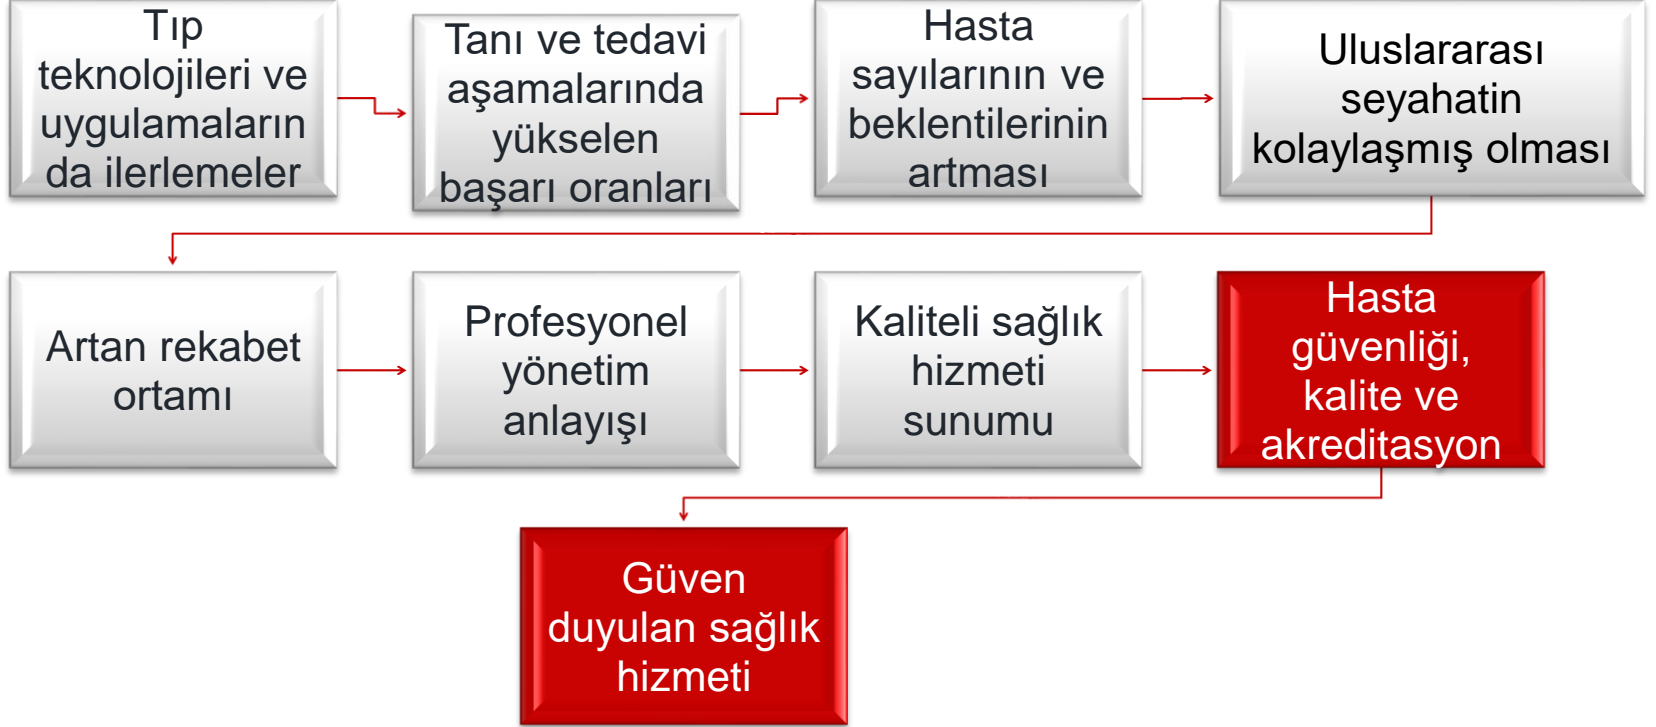 Tıp
teknolojileri ve
uygulamaların
da ilerlemeler
Tanı ve tedavi
aşamalarında
yükselen
başarı oranları
Hasta
sayılarının ve
beklentilerinin
artması
Uluslararası
seyahatin
kolaylaşmış olması
Artan rekabet
ortamı
Profesyonel
yönetim
anlayışı
Kaliteli sağlık
hizmeti
sunumu
Hasta
güvenliği,
kalite ve
akreditasyon
Güven
duyulan sağlık
hizmeti